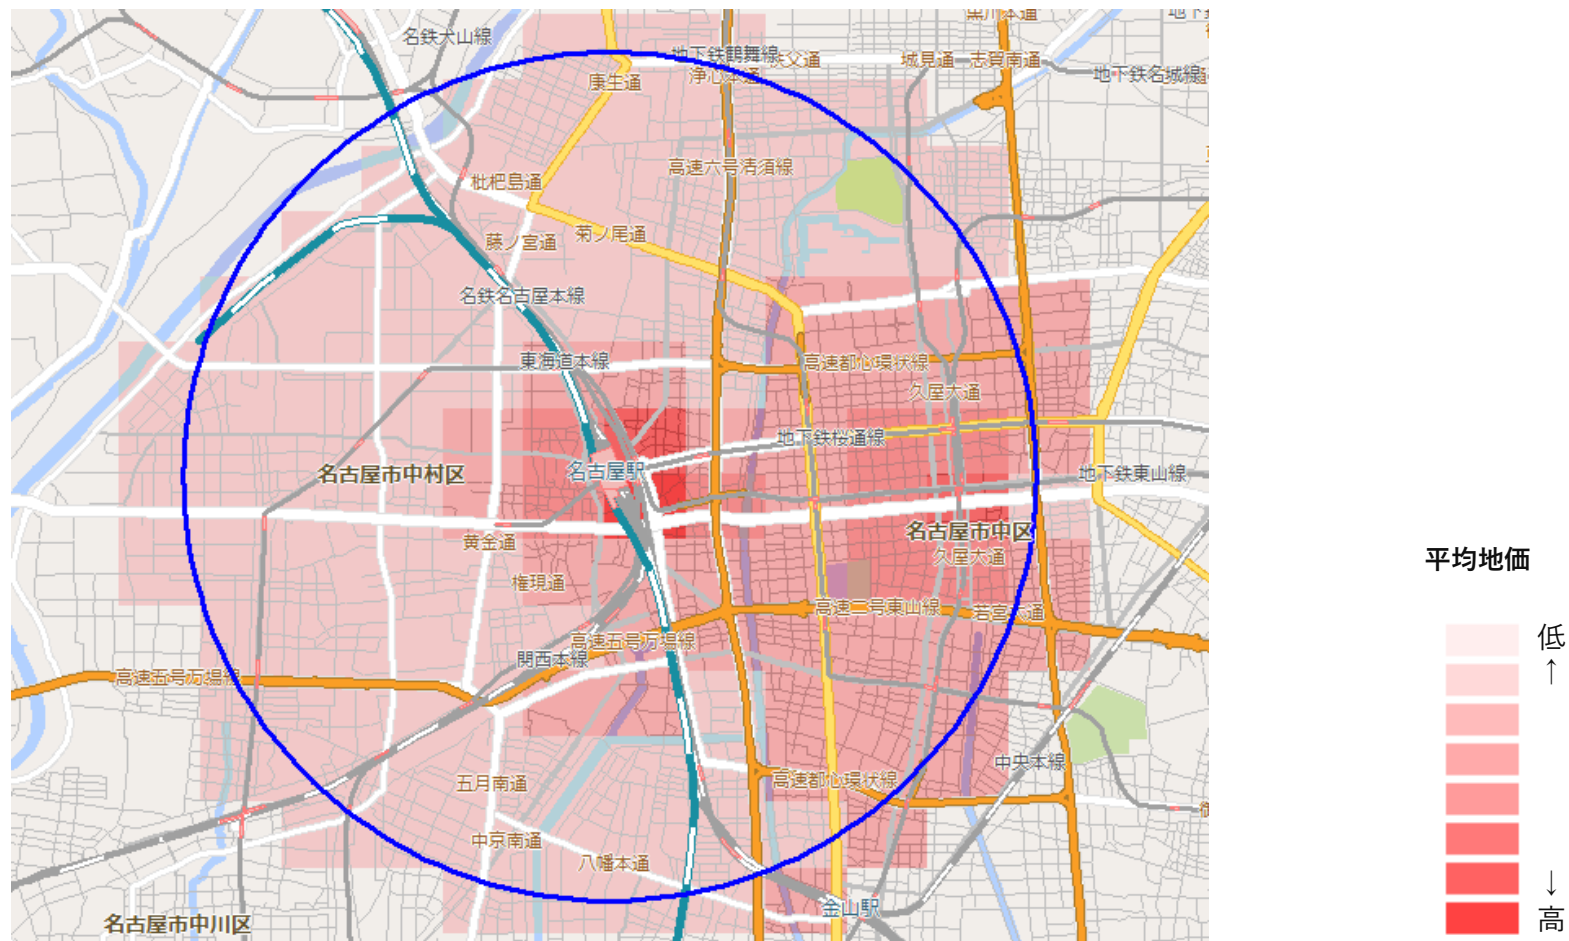 黒川本通
地下
名鉄犬山線
地下鉄鶴舞線
秩父通
城見通
志賀南通
浄心本通
地下鉄名城線
康生通
高速六号清須線
枇杷島通
菊ノ尾通
藤ノ宮通
名鉄名古屋本線
東海道本線
高速都心環状線
久屋大通
地下鉄桜通線
名古屋市中村区
名古屋駅
地下鉄東山線
名古屋市中区
黄金通
久屋大通
平均地価
権現通
高速二号東山線
若宮大通
低
↑
高速五号万場線
関西本線
高速五号万場線
中央本線
五月南通
高速都心環状線
中京南通
八幡本通
↓
金山駅
高
名古屋市中川区